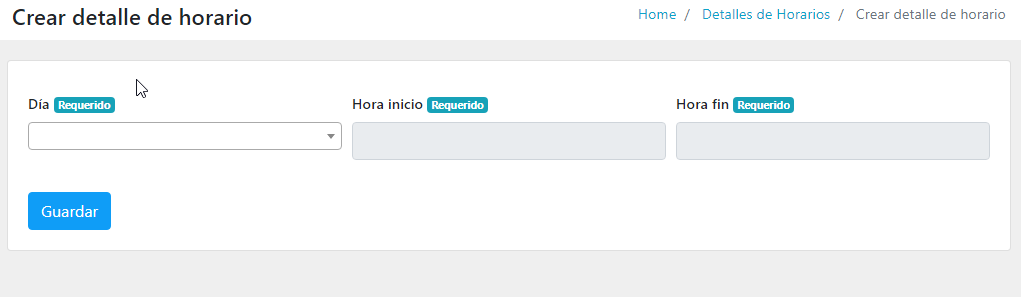 Crear detalle de horario
Home / Detalles de Horarios / Crear detalle de horario
Día Requerido
Hora inicio Requerido
Hora fin Requerido
Guardar